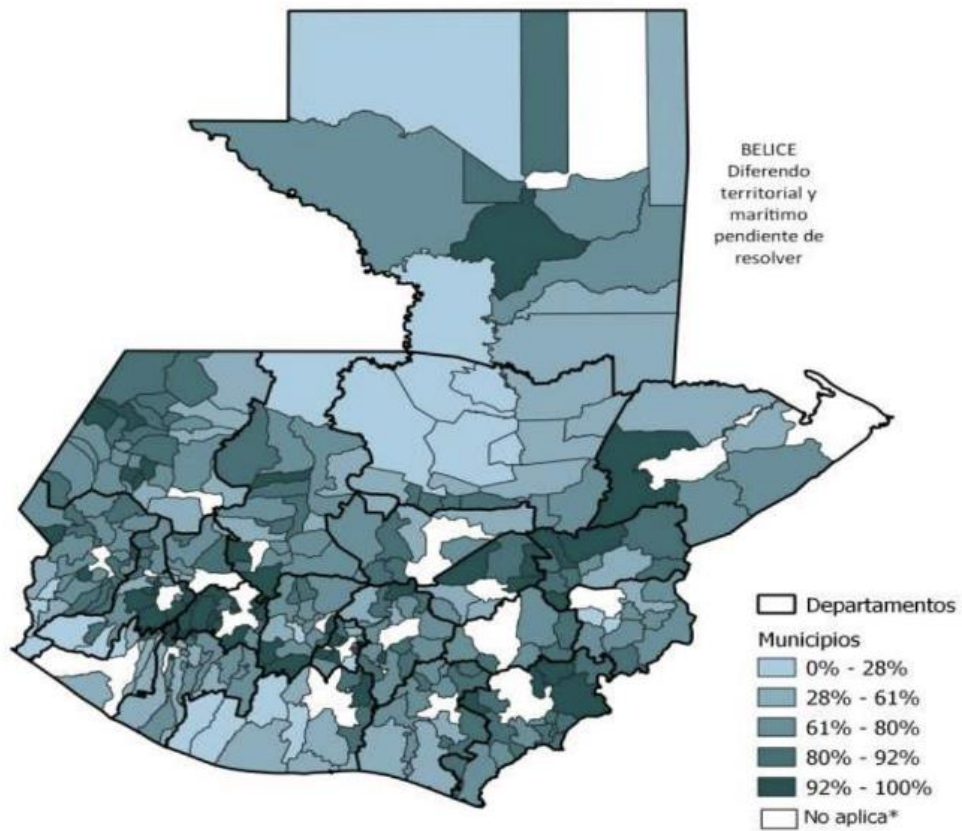 BELICE
Diferendo
territorial y
marítimo
pendiente de
resolver
Departamentos
Municipios
0% - 28%
28% - 61%
61% - 80%
80% - 92%
92% - 100%
No aplica*